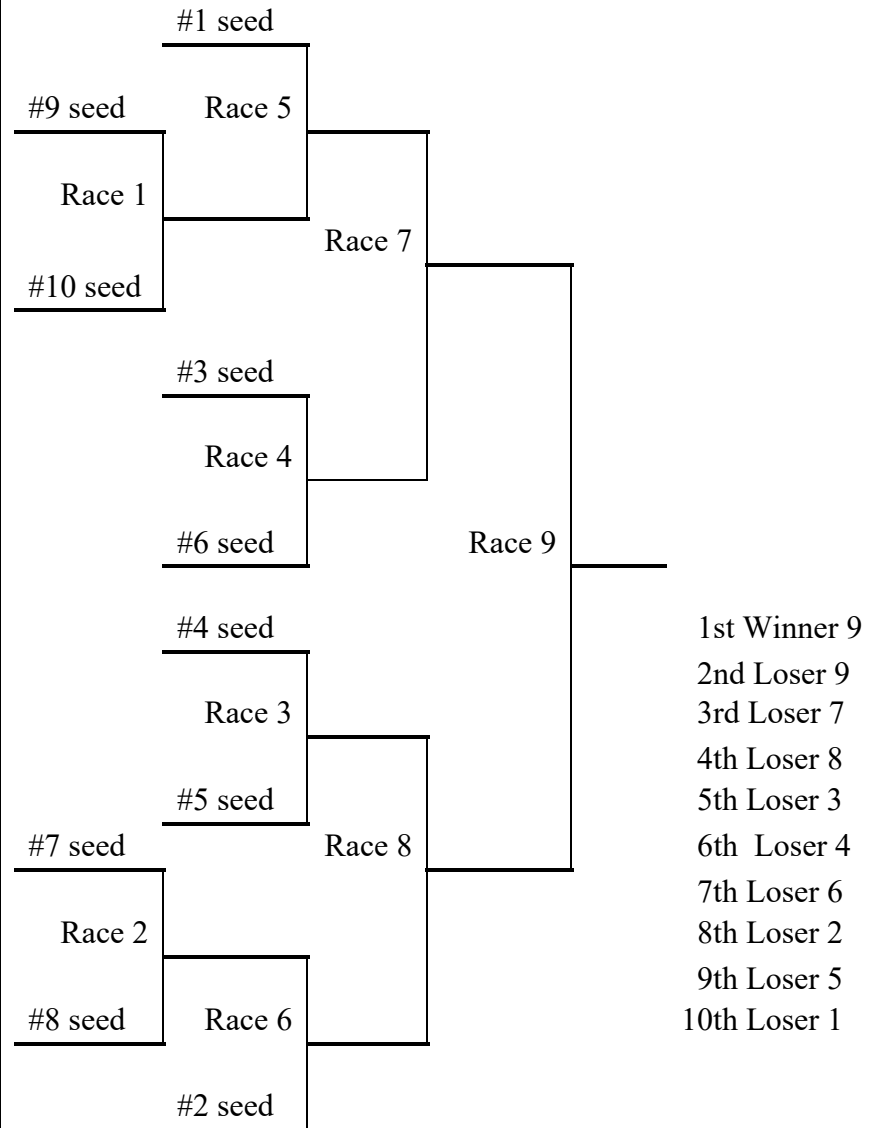 #1 seed
#9 seed
Race 5
Race 1
Race 7
#10 seed
#3 seed
Race 4
#6 seed
Race 9
#4 seed
1st Winner 9
2nd Loser 9
Race 3
3rd Loser 7
4th Loser 8
#5 seed
5th Loser 3
#7 seed
Race 8
6th  Loser 4
7th Loser 6
Race 2
8th Loser 2
9th Loser 5
#8 seed
Race 6
10th Loser 1
#2 seed